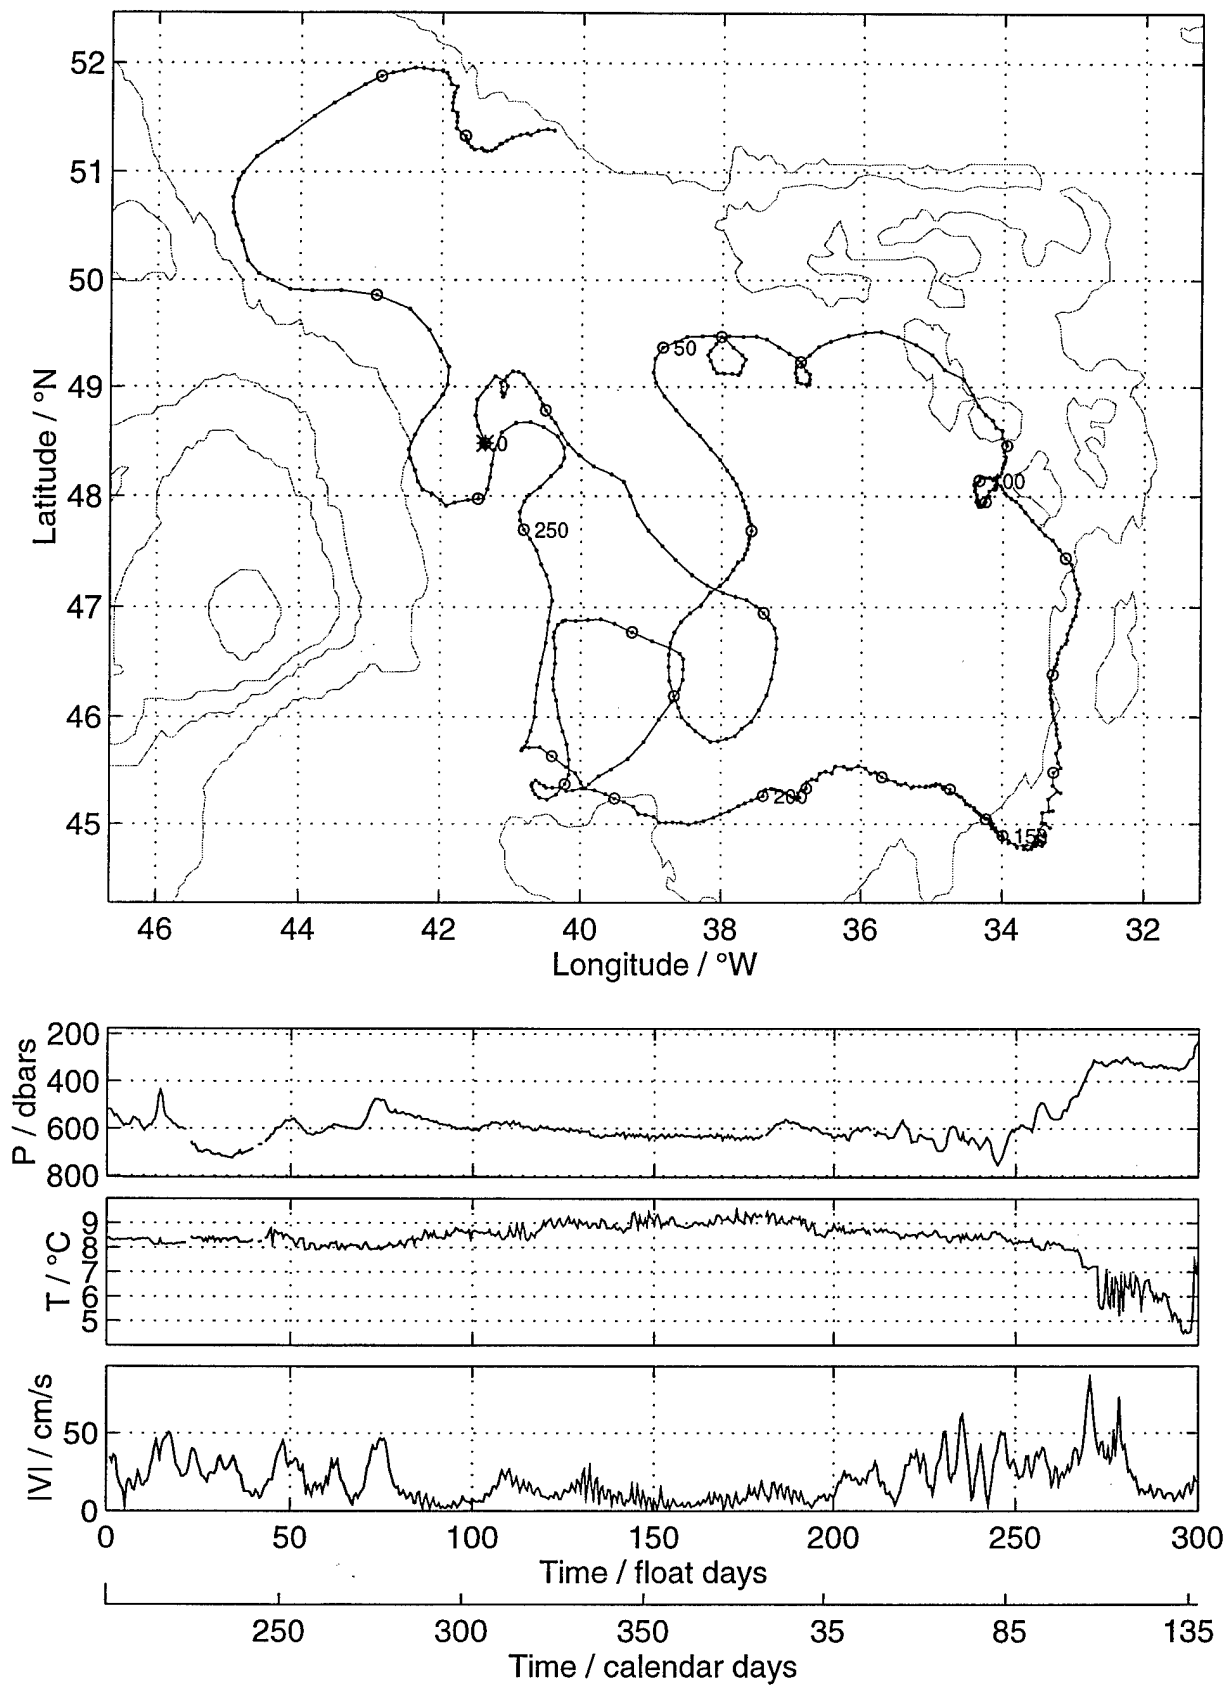 52
51
50
49
48
47
46
45
Latitude / °N
0
50
00
150
200
250
46 44 42 40 38 36 34 32
Longitude / °W
200
400
600
800
P / dbars
9
8
7
6
5
T / °C
50
0
|V| / cm/s
0 50 100 150 200 250 300
Time / float days
250 300 350 35 85 135
Time / calendar days